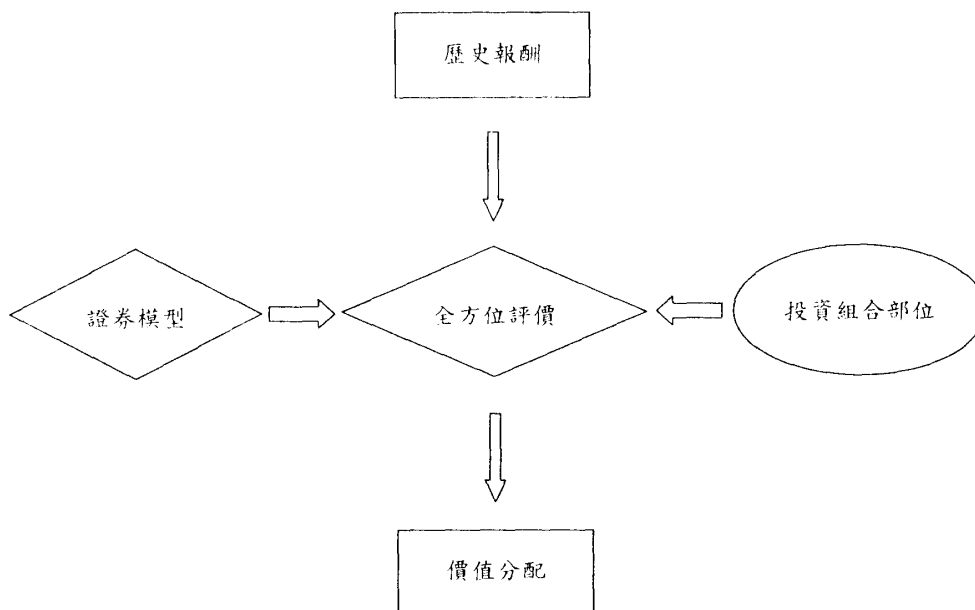 歷史報酬
證券模型
全方位評價
投資組合部位
價值分配